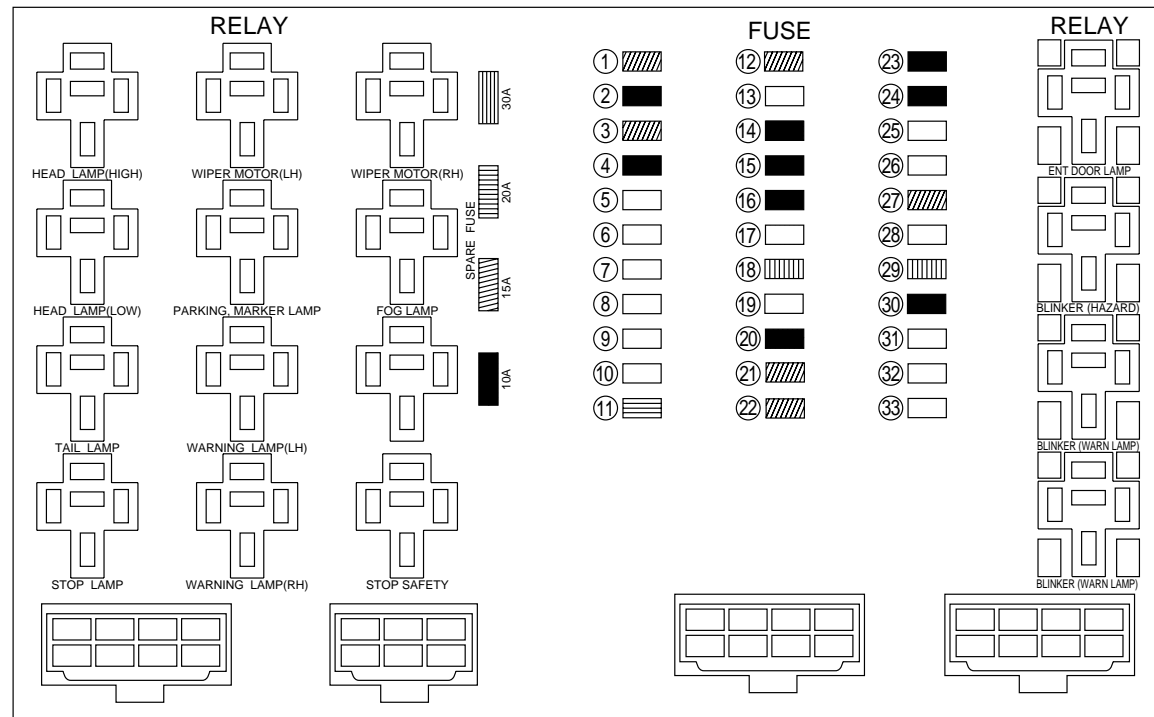 RELAY
FUSE
RELAY
HEAD LAMP(HIGH)
WIPER MOTOR(LH)
WIPER MOTOR(RH)
HEAD LAMP(LOW)
PARKING, MARKER LAMP
FOG LAMP
TAIL LAMP
WARNING LAMP(LH)
STOP LAMP
WARNING LAMP(RH)
STOP SAFETY
SPARE FUSE
30A
20A
15A
10A
1
2
3
4
5
6
7
8
9
10
11
12
13
14
15
16
17
18
19
20
21
22
23
24
25
26
27
28
29
30
31
32
33
ENT DOOR LAMP
BLINKER (HAZARD)
BLINKER (WARN LAMP)
BLINKER (WARN LAMP)